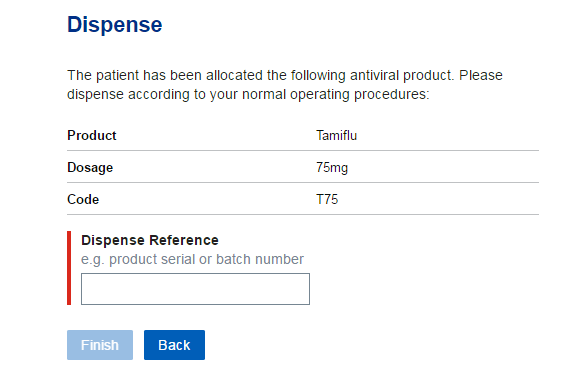 Dispense
The patient has been allocated the following antiviral product. Please
dispense according to your normal operating procedures:
Product Tamiflu
Dosage 75mg
Code T75
Dispense Reference
e.g. product serial or batch number
Finish Back